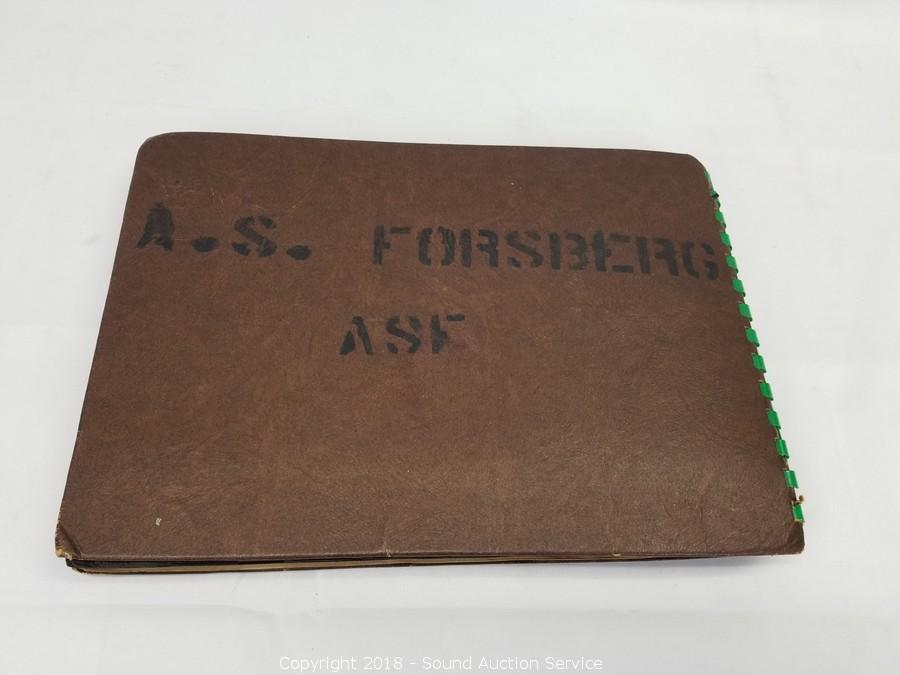 A.S. FORSBERG
ASF
Copyright 2018 - Sound Auction Service